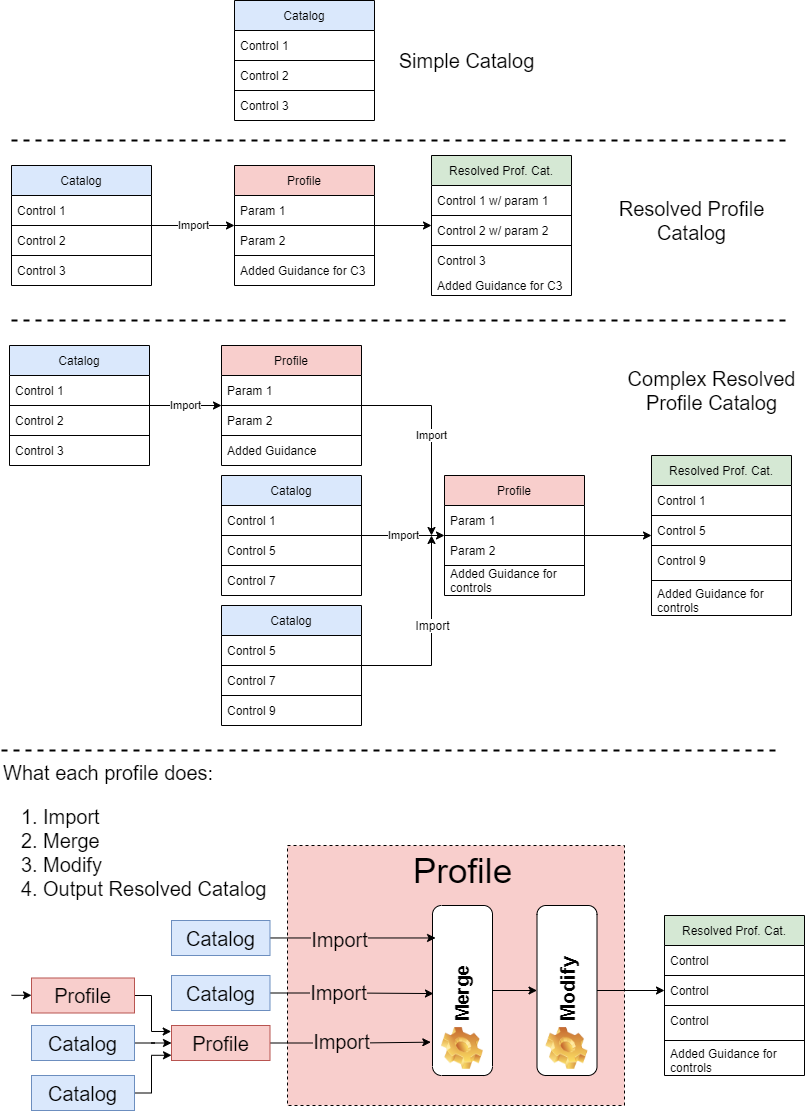 Catalog
Control 1
Control 2
Control 3
Simple Catalog
Catalog
Control 1
Control 2
Control 3
Import
Profile
Param 1
Param 2
Added Guidance for C3
Resolved Prof. Cat.
Control 1 w/ param 1
Control 2 w/ param 2
Control 3
Added Guidance for C3
Resolved Profile
Catalog
Catalog
Control 1
Control 2
Control 3
Import
Profile
Param 1
Param 2
Added Guidance
Import
Catalog
Control 1
Control 5
Control 7
Import
Catalog
Control 5
Control 7
Control 9
Import
Profile
Param 1
Param 2
Added Guidance for
controls
Complex Resolved
Profile Catalog
Resolved Prof. Cat.
Control 1
Control 5
Control 9
Added Guidance for
controls
What each profile does:
1. Import
2. Merge
3. Modify
4. Output Resolved Catalog
Profile
Catalog
Import
Catalog
Import
Profile
Catalog
Catalog
Profile
Import
Merge
Modify
Resolved Prof. Cat.
Control
Control
Control
Added Guidance for
controls